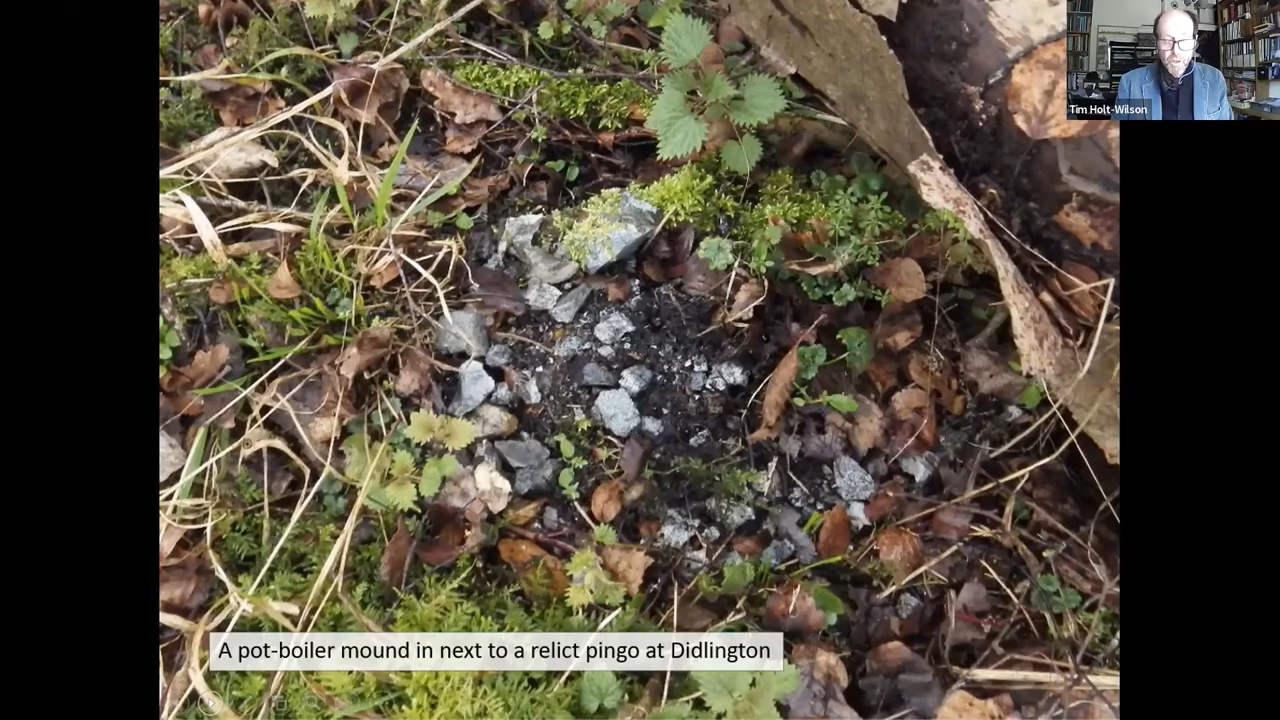 Tim Holt-Wilson
A pot-boiler mound in next to a relict pingo at Didlington